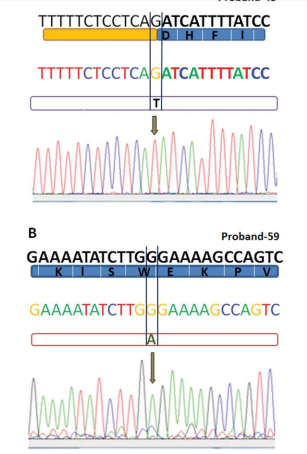 TTTTTCTCCTCAGATCATTTTATCC
D H F I
TTTTTCTCCTCAGATCATTTTATCC
T
B
Proband-59
GAAAATATCTTGGGAAAAGCCAGTC
K I S W E K P V
GAAAATATCTTGGGAAAAGCCAGTC
A